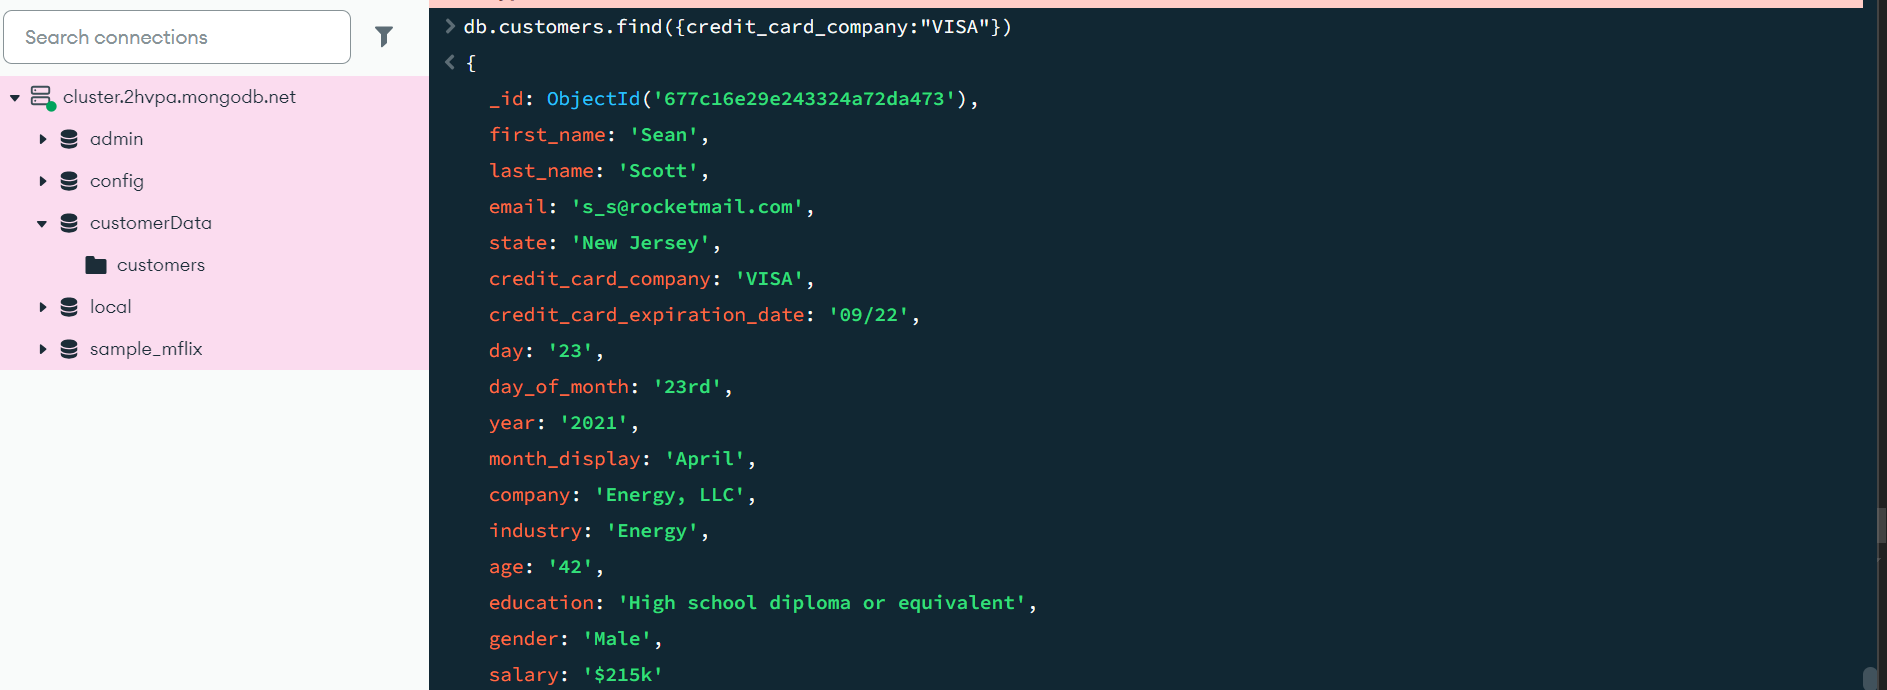 Search connections
cluster.2hvpa.mongodb.net
admin
config
customerData
customers
local
sample_mflix
db.customers.find({credit_card_company:"VISA"})
{
_id: ObjectId('677c16e29e243324a72da473'),
first_name: 'Sean',
last_name: 'Scott',
email: 's_s@rocketmail.com',
state: 'New Jersey',
credit_card_company: 'VISA',
credit_card_expiration_date: '09/22',
day: '23',
day_of_month: '23rd',
year: '2021',
month_display: 'April',
company: 'Energy, LLC',
industry: 'Energy',
age: '42',
education: 'High school diploma or equivalent',
gender: 'Male',
salary: '$215k'